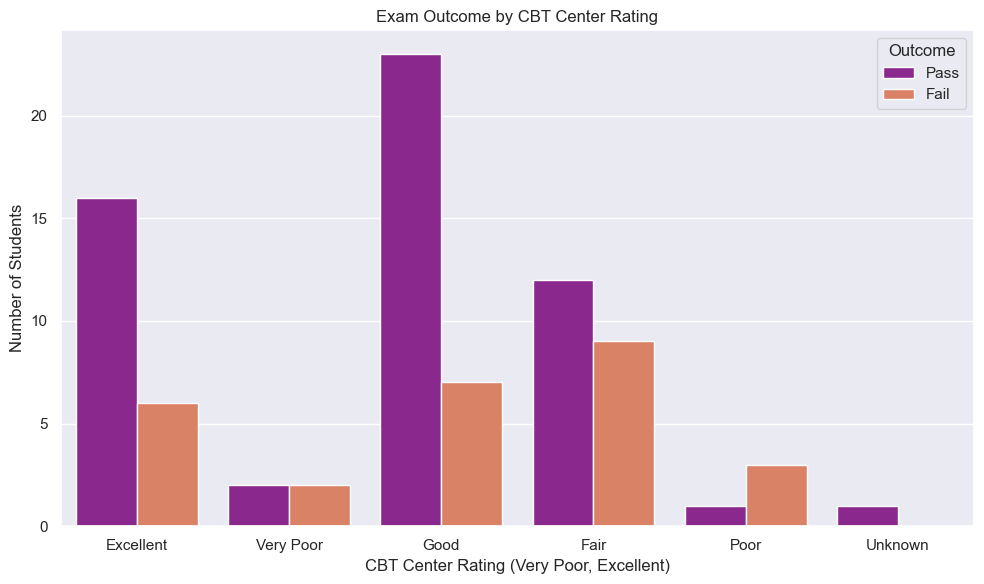 Exam Outcome by CBT Center Rating
Outcome
Pass
Fail
Number of Students
20
15
10
5
0
Excellent Very Poor Good Fair Poor Unknown
CBT Center Rating (Very Poor, Excellent)